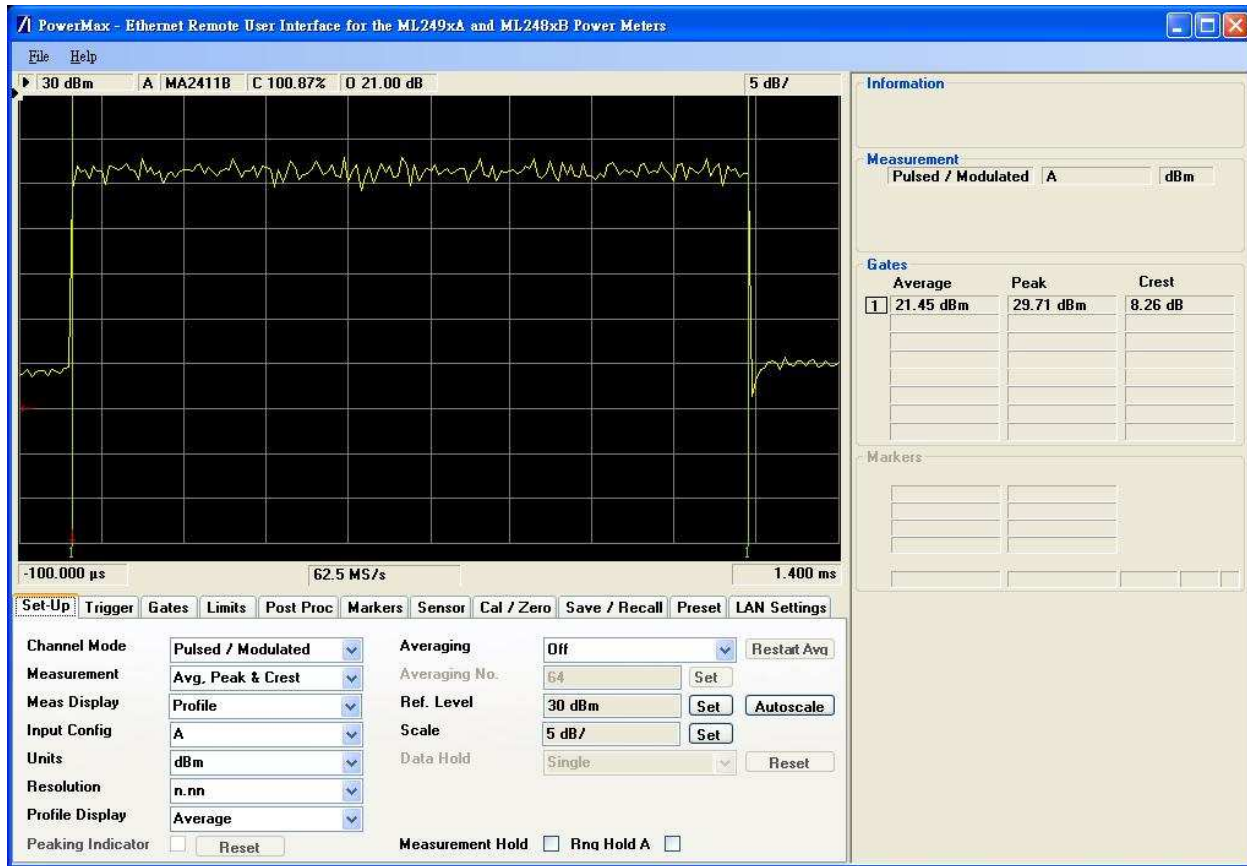 PowerMax - Ethernet Remote User Interface for the ML249xA and ML248xB Power Meters
File Help
30 dBm A MA2411B C 100.87% O 21.00 dB 5 dB/
-100.000 µs 62.5 MS/s 1.400 ms
1 1
Information
Measurement
Pulsed / Modulated A dBm
Gates
Average Peak Crest
1 21.45 dBm 29.71 dBm 8.26 dB
Markers
Set-Up Trigger Gates Limits Post Proc Markers Sensor Cal / Zero Save / Recall Preset LAN Settings
Channel Mode Pulsed / Modulated Averaging Off Restart Avg
Measurement Avg, Peak & Crest Averaging No. 64 Set
Meas Display Profile Ref. Level 30 dBm Set Autoscale
Input Config A Scale 5 dB/ Set
Units dBm Data Hold Single Reset
Resolution n.nn
Profile Display Average
Peaking Indicator Reset Measurement Hold Rng Hold A